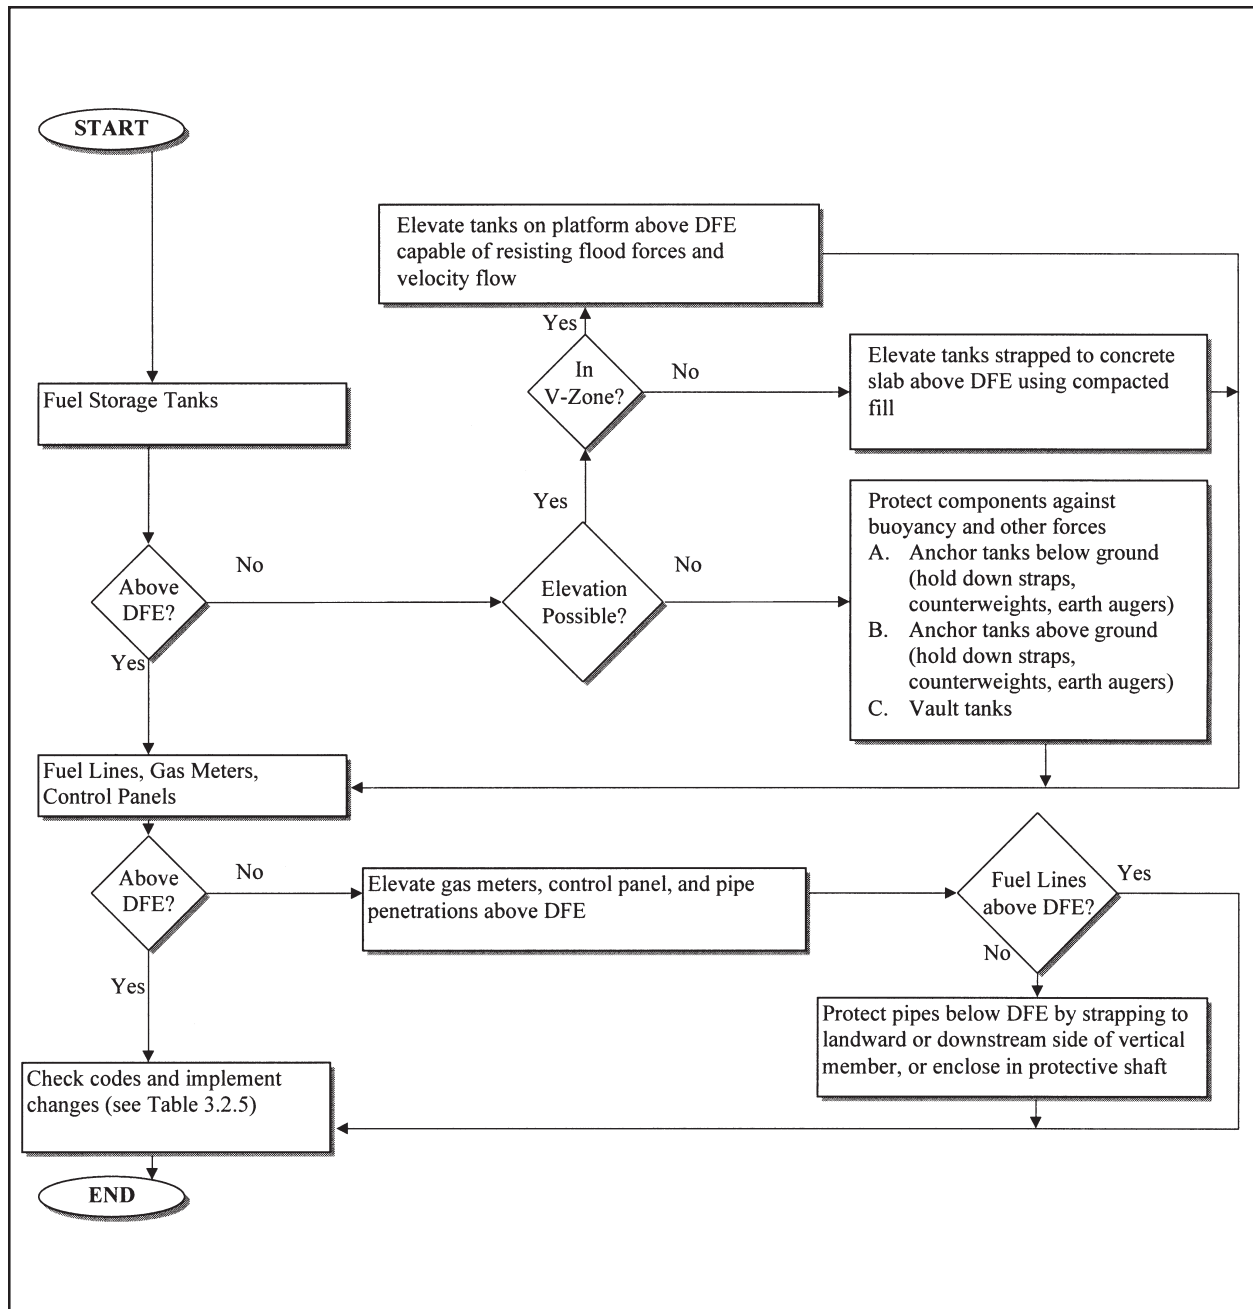 START
Elevate tanks on platform above DFE
capable of resisting flood forces and
velocity flow
Yes
In
V-Zone?
No
Elevate tanks strapped to concrete
slab above DFE using compacted
fill
Fuel Storage Tanks
Yes
Protect components against
buoyancy and other forces
A. Anchor tanks below ground
(hold down straps,
counterweights, earth augers)
B. Anchor tanks above ground
(hold down straps,
counterweights, earth augers)
C. Vault tanks
Above
DFE?
No
Elevation
Possible?
No
Yes
Fuel Lines, Gas Meters,
Control Panels
Above
DFE?
No
Elevate gas meters, control panel, and pipe
penetrations above DFE
Fuel Lines
above DFE?
Yes
No
Yes
Protect pipes below DFE by strapping to
landward or downstream side of vertical
member, or enclose in protective shaft
Check codes and implement
changes (see Table 3.2.5)
END